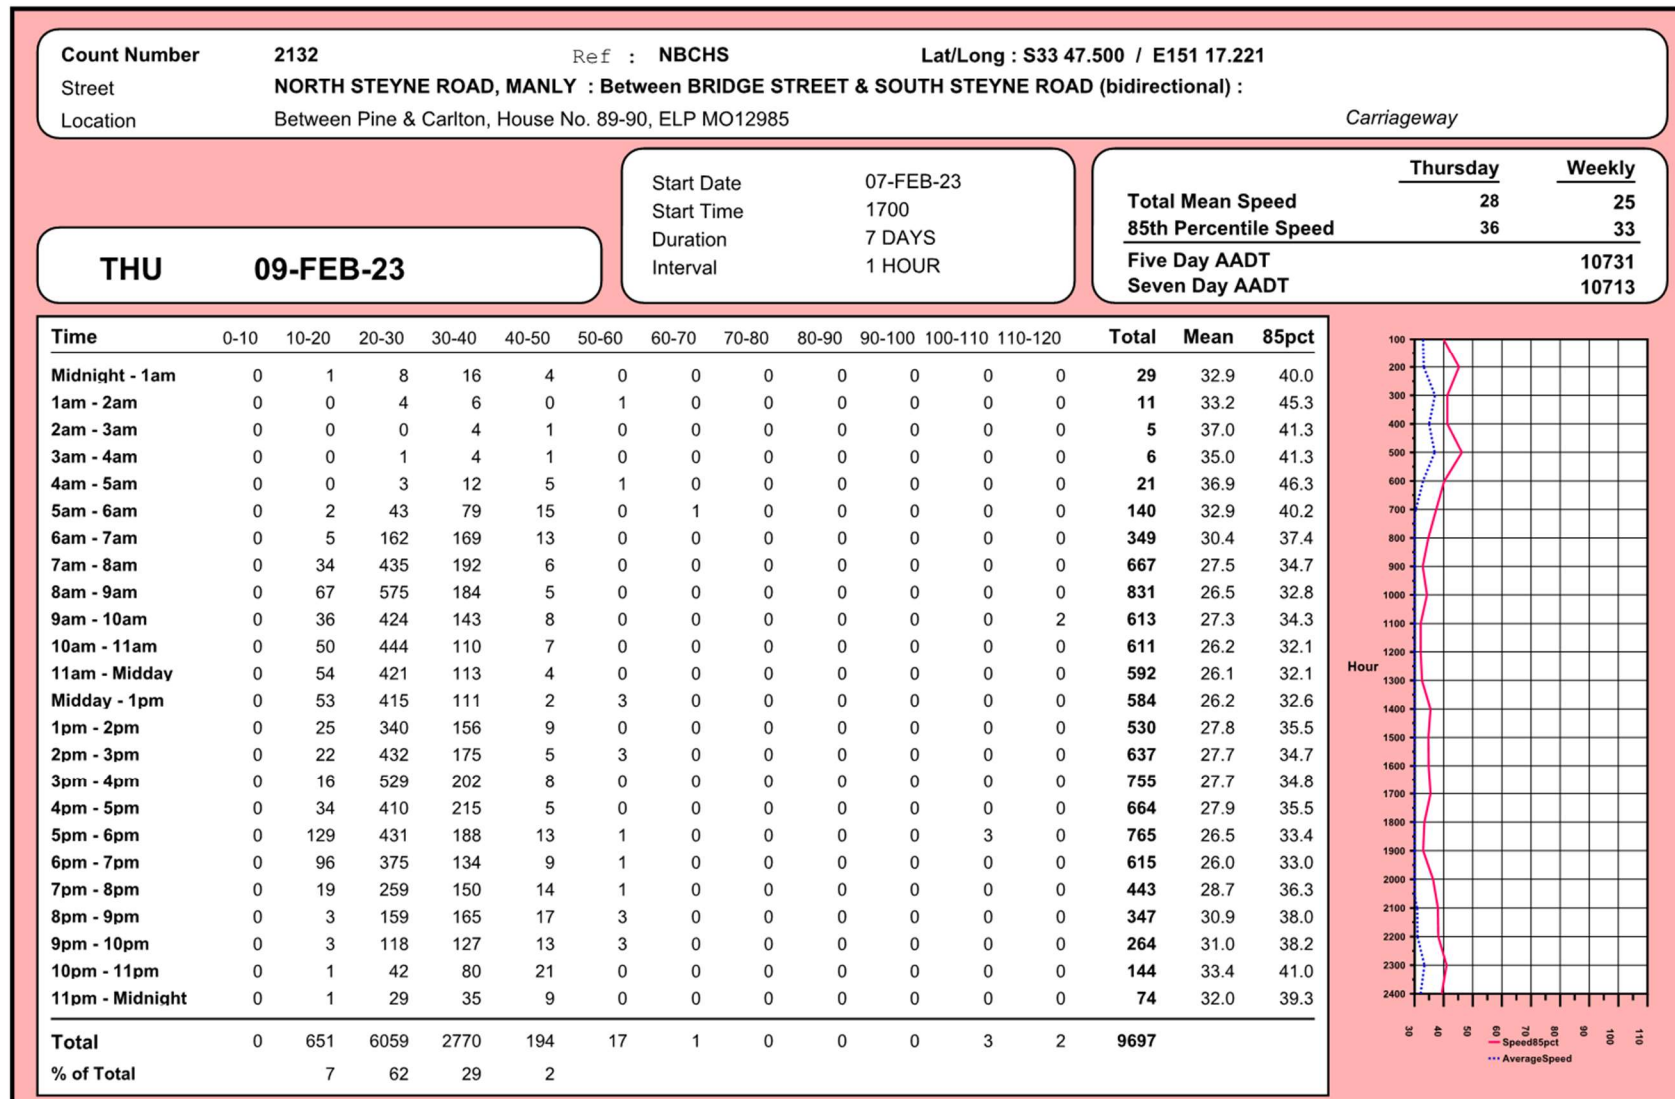 Count Number 2132 Ref : NBCHS Lat/Long : S33 47.500 / E151 17.221
Street NORTH STEYNE ROAD, MANLY : Between BRIDGE STREET & SOUTH STEYNE ROAD (bidirectional) :
Location Between Pine & Carlton, House No. 89-90, ELP MO12985 Carriageway
THU 09-FEB-23
Start Date 07-FEB-23
Start Time 1700
Duration 7 DAYS
Interval 1 HOUR
Thursday Weekly
Total Mean Speed 28 25
85th Percentile Speed 36 33
Five Day AADT 10731
Seven Day AADT 10713
Time 0-10 10-20 20-30 30-40 40-50 50-60 60-70 70-80 80-90 90-100 100-110 110-120 Total Mean 85pct
Midnight - 1am 0 1 8 16 4 0 0 0 0 0 0 0 29 32.9 40.0
1am - 2am 0 0 4 6 0 1 0 0 0 0 0 0 11 33.2 45.3
2am - 3am 0 0 0 4 1 0 0 0 0 0 0 0 5 37.0 41.3
3am - 4am 0 0 1 4 1 0 0 0 0 0 0 0 6 35.0 41.3
4am - 5am 0 0 3 12 5 1 0 0 0 0 0 0 21 36.9 46.3
5am - 6am 0 2 43 79 15 0 1 0 0 0 0 0 140 32.9 40.2
6am - 7am 0 5 162 169 13 0 0 0 0 0 0 0 349 30.4 37.4
7am - 8am 0 34 435 192 6 0 0 0 0 0 0 0 667 27.5 34.7
8am - 9am 0 67 575 184 5 0 0 0 0 0 0 0 831 26.5 32.8
9am - 10am 0 36 424 143 8 0 0 0 0 0 0 2 613 27.3 34.3
10am - 11am 0 50 444 110 7 0 0 0 0 0 0 0 611 26.2 32.1
11am - Midday 0 54 421 113 4 0 0 0 0 0 0 0 592 26.1 32.1
Midday - 1pm 0 53 415 111 2 3 0 0 0 0 0 0 584 26.2 32.6
1pm - 2pm 0 25 340 156 9 0 0 0 0 0 0 0 530 27.8 35.5
2pm - 3pm 0 22 432 175 5 3 0 0 0 0 0 0 637 27.7 34.7
3pm - 4pm 0 16 529 202 8 0 0 0 0 0 0 0 755 27.7 34.8
4pm - 5pm 0 34 410 215 5 0 0 0 0 0 0 0 664 27.9 35.5
5pm - 6pm 0 129 431 188 13 1 0 0 0 0 3 0 765 26.5 33.4
6pm - 7pm 0 96 375 134 9 1 0 0 0 0 0 0 615 26.0 33.0
7pm - 8pm 0 19 259 150 14 1 0 0 0 0 0 0 443 28.7 36.3
8pm - 9pm 0 3 159 165 17 3 0 0 0 0 0 0 347 30.9 38.0
9pm - 10pm 0 3 118 127 13 3 0 0 0 0 0 0 264 31.0 38.2
10pm - 11pm 0 1 42 80 21 0 0 0 0 0 0 0 144 33.4 41.0
11pm - Midnight 0 1 29 35 9 0 0 0 0 0 0 0 74 32.0 39.3
Total 0 651 6059 2770 194 17 1 0 0 0 3 2 9697
% of Total 7 62 29 2
100
200
300
400
500
600
700
800
900
1000
1100
1200
Hour
1300
1400
1500
1600
1700
1800
1900
2000
2100
2200
2300
2400
30 40 50 60 70 80 90 100 110
Speed85pct
AverageSpeed